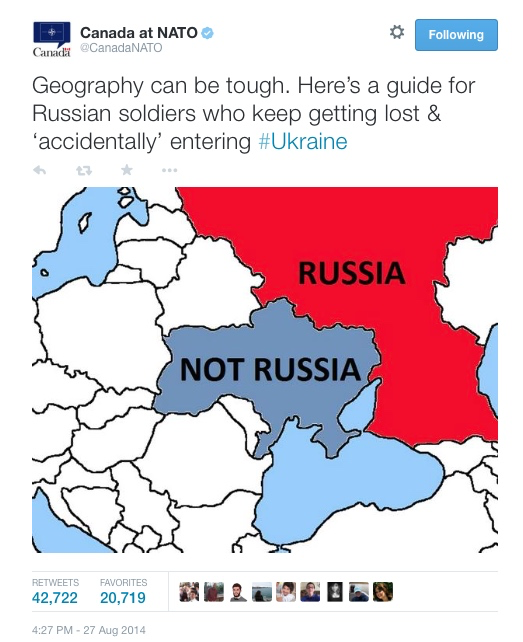 Canada at NATO
@CanadaNATO
Canada
Following
Geography can be tough. Here’s a guide for
Russian soldiers who keep getting lost &
‘accidentally’ entering #Ukraine
RUSSIA
NOT RUSSIA
RETWEETS FAVORITES
42,722 20,719
4:27 PM - 27 Aug 2014